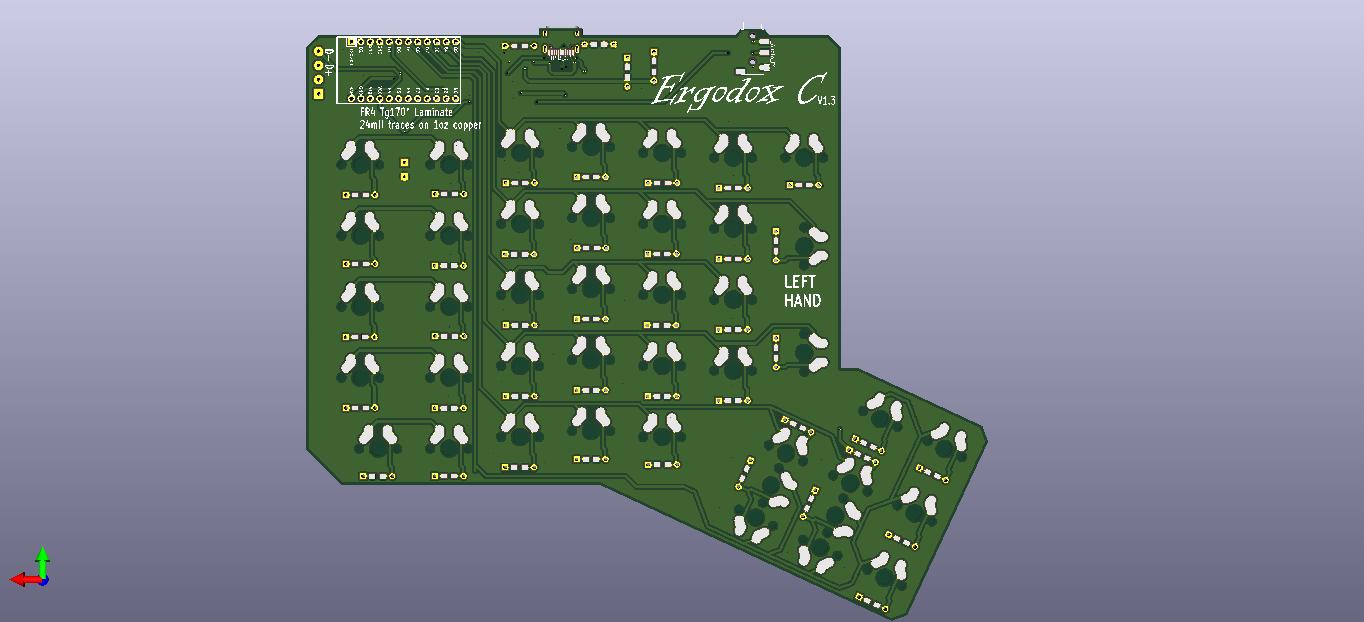 D- D+
Ergodox C
V1.3
FR4 Tg170° Laminate
24mil traces on 1oz copper
LEFT
HAND